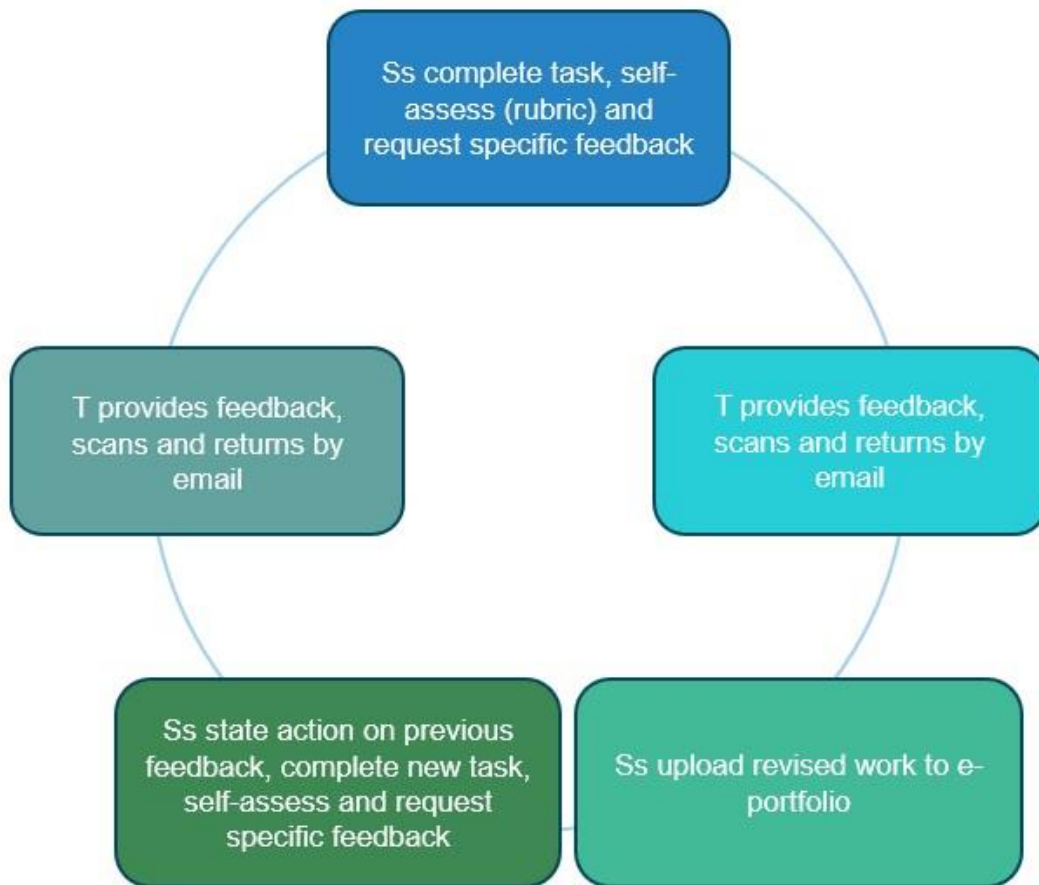 Ss complete task, self-
assess (rubric) and
request specific feedback
T provides feedback,
scans and returns by
email
Ss upload revised work to e-
portfolio
Ss state action on previous
feedback, complete new task,
self-assess and request
specific feedback
T provides feedback,
scans and returns by
email